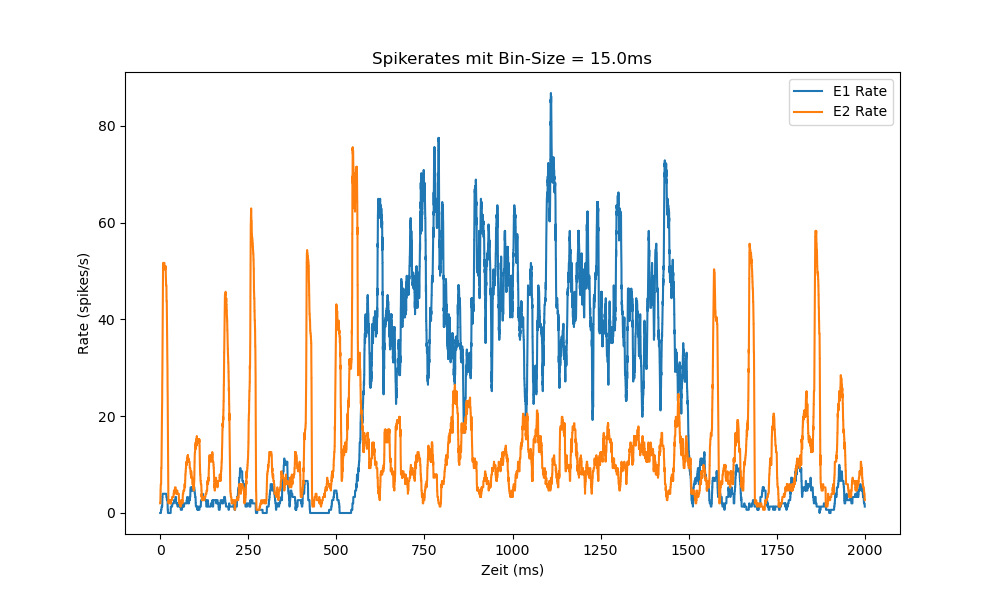 Spikerates mit Bin-Size = 15.0ms
E1 Rate
E2 Rate
Rate (spikes/s)
80
60
40
20
0
0 250 500 750 1000 1250 1500 1750 2000
Zeit (ms)